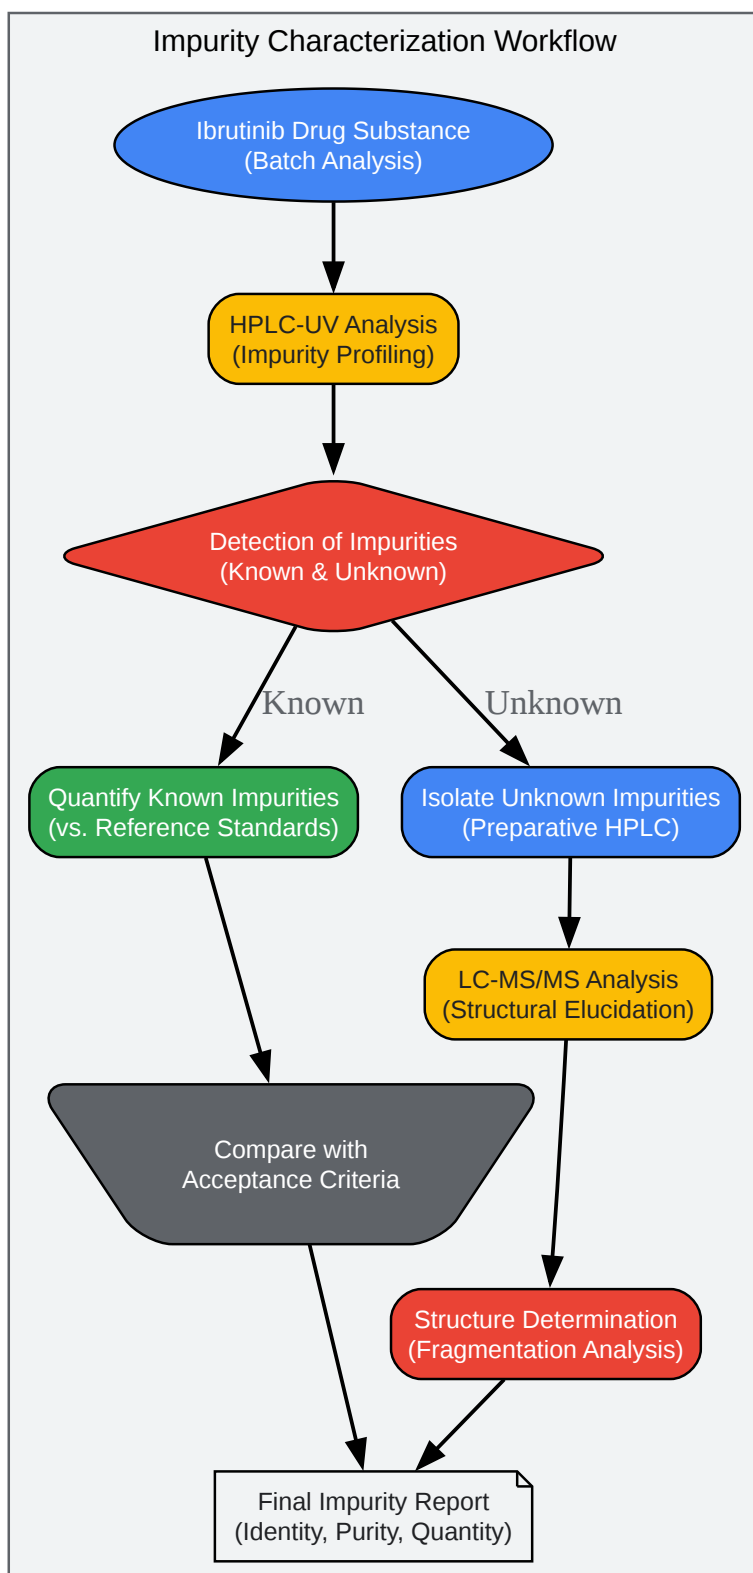 Impurity Characterization Workflow
Ibrutinib Drug Substance
(Batch Analysis)
HPLC-UV Analysis
(Impurity Profiling)
Detection of Impurities
(Known & Unknown)
Known
Unknown
Quantify Known Impurities
(vs. Reference Standards)
Isolate Unknown Impurities
(Preparative HPLC)
LC-MS/MS Analysis
(Structural Elucidation)
Compare with
Acceptance Criteria
Structure Determination
(Fragmentation Analysis)
Final Impurity Report
(Identity, Purity, Quantity)